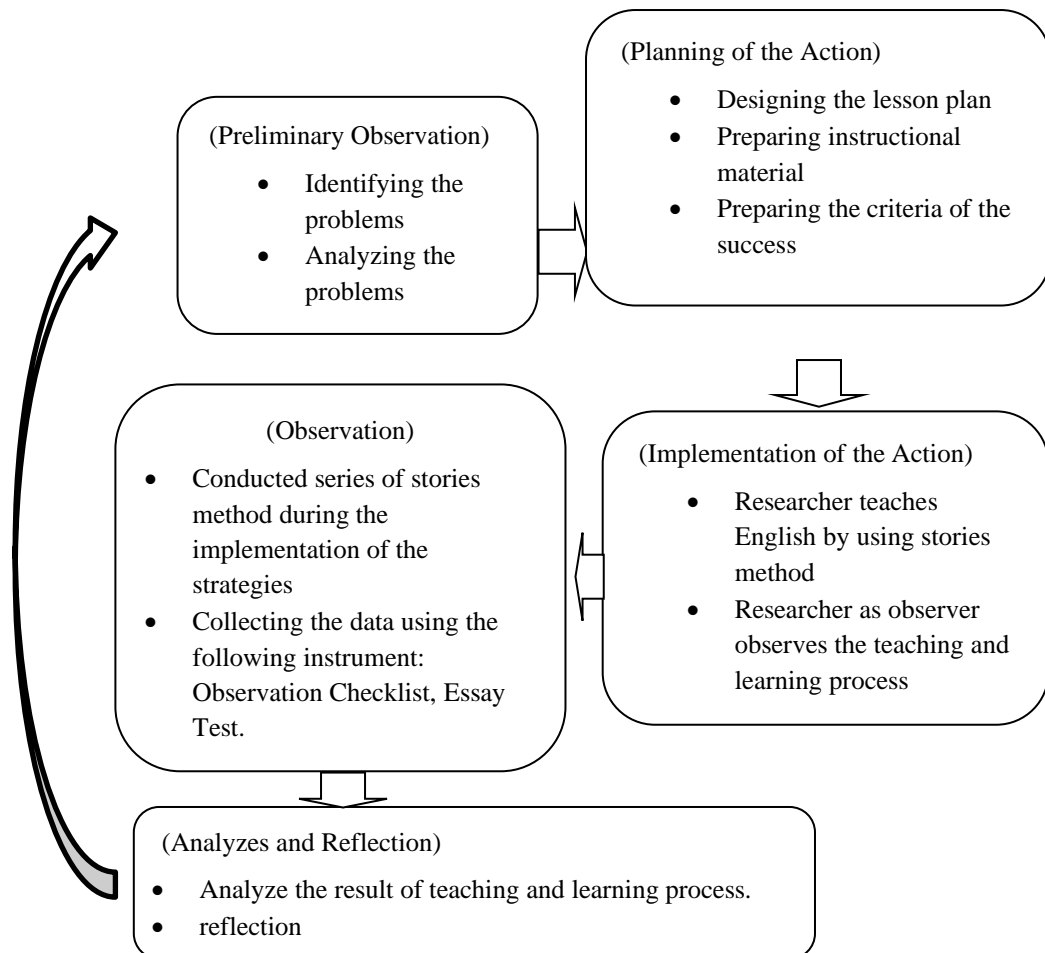 (Preliminary Observation)
• Identifying the
problems
• Analyzing the
problems
(Planning of the Action)
• Designing the lesson plan
• Preparing instructional
material
• Preparing the criteria of the
success
(Implementation of the Action)
• Researcher teaches
English by using stories
method
• Researcher as observer
observes the teaching and
learning process
(Observation)
• Conducted series of stories
method during the
implementation of the
strategies
• Collecting the data using the
following instrument:
Observation Checklist, Essay
Test.
(Analyzes and Reflection)
• Analyze the result of teaching and learning process.
• reflection